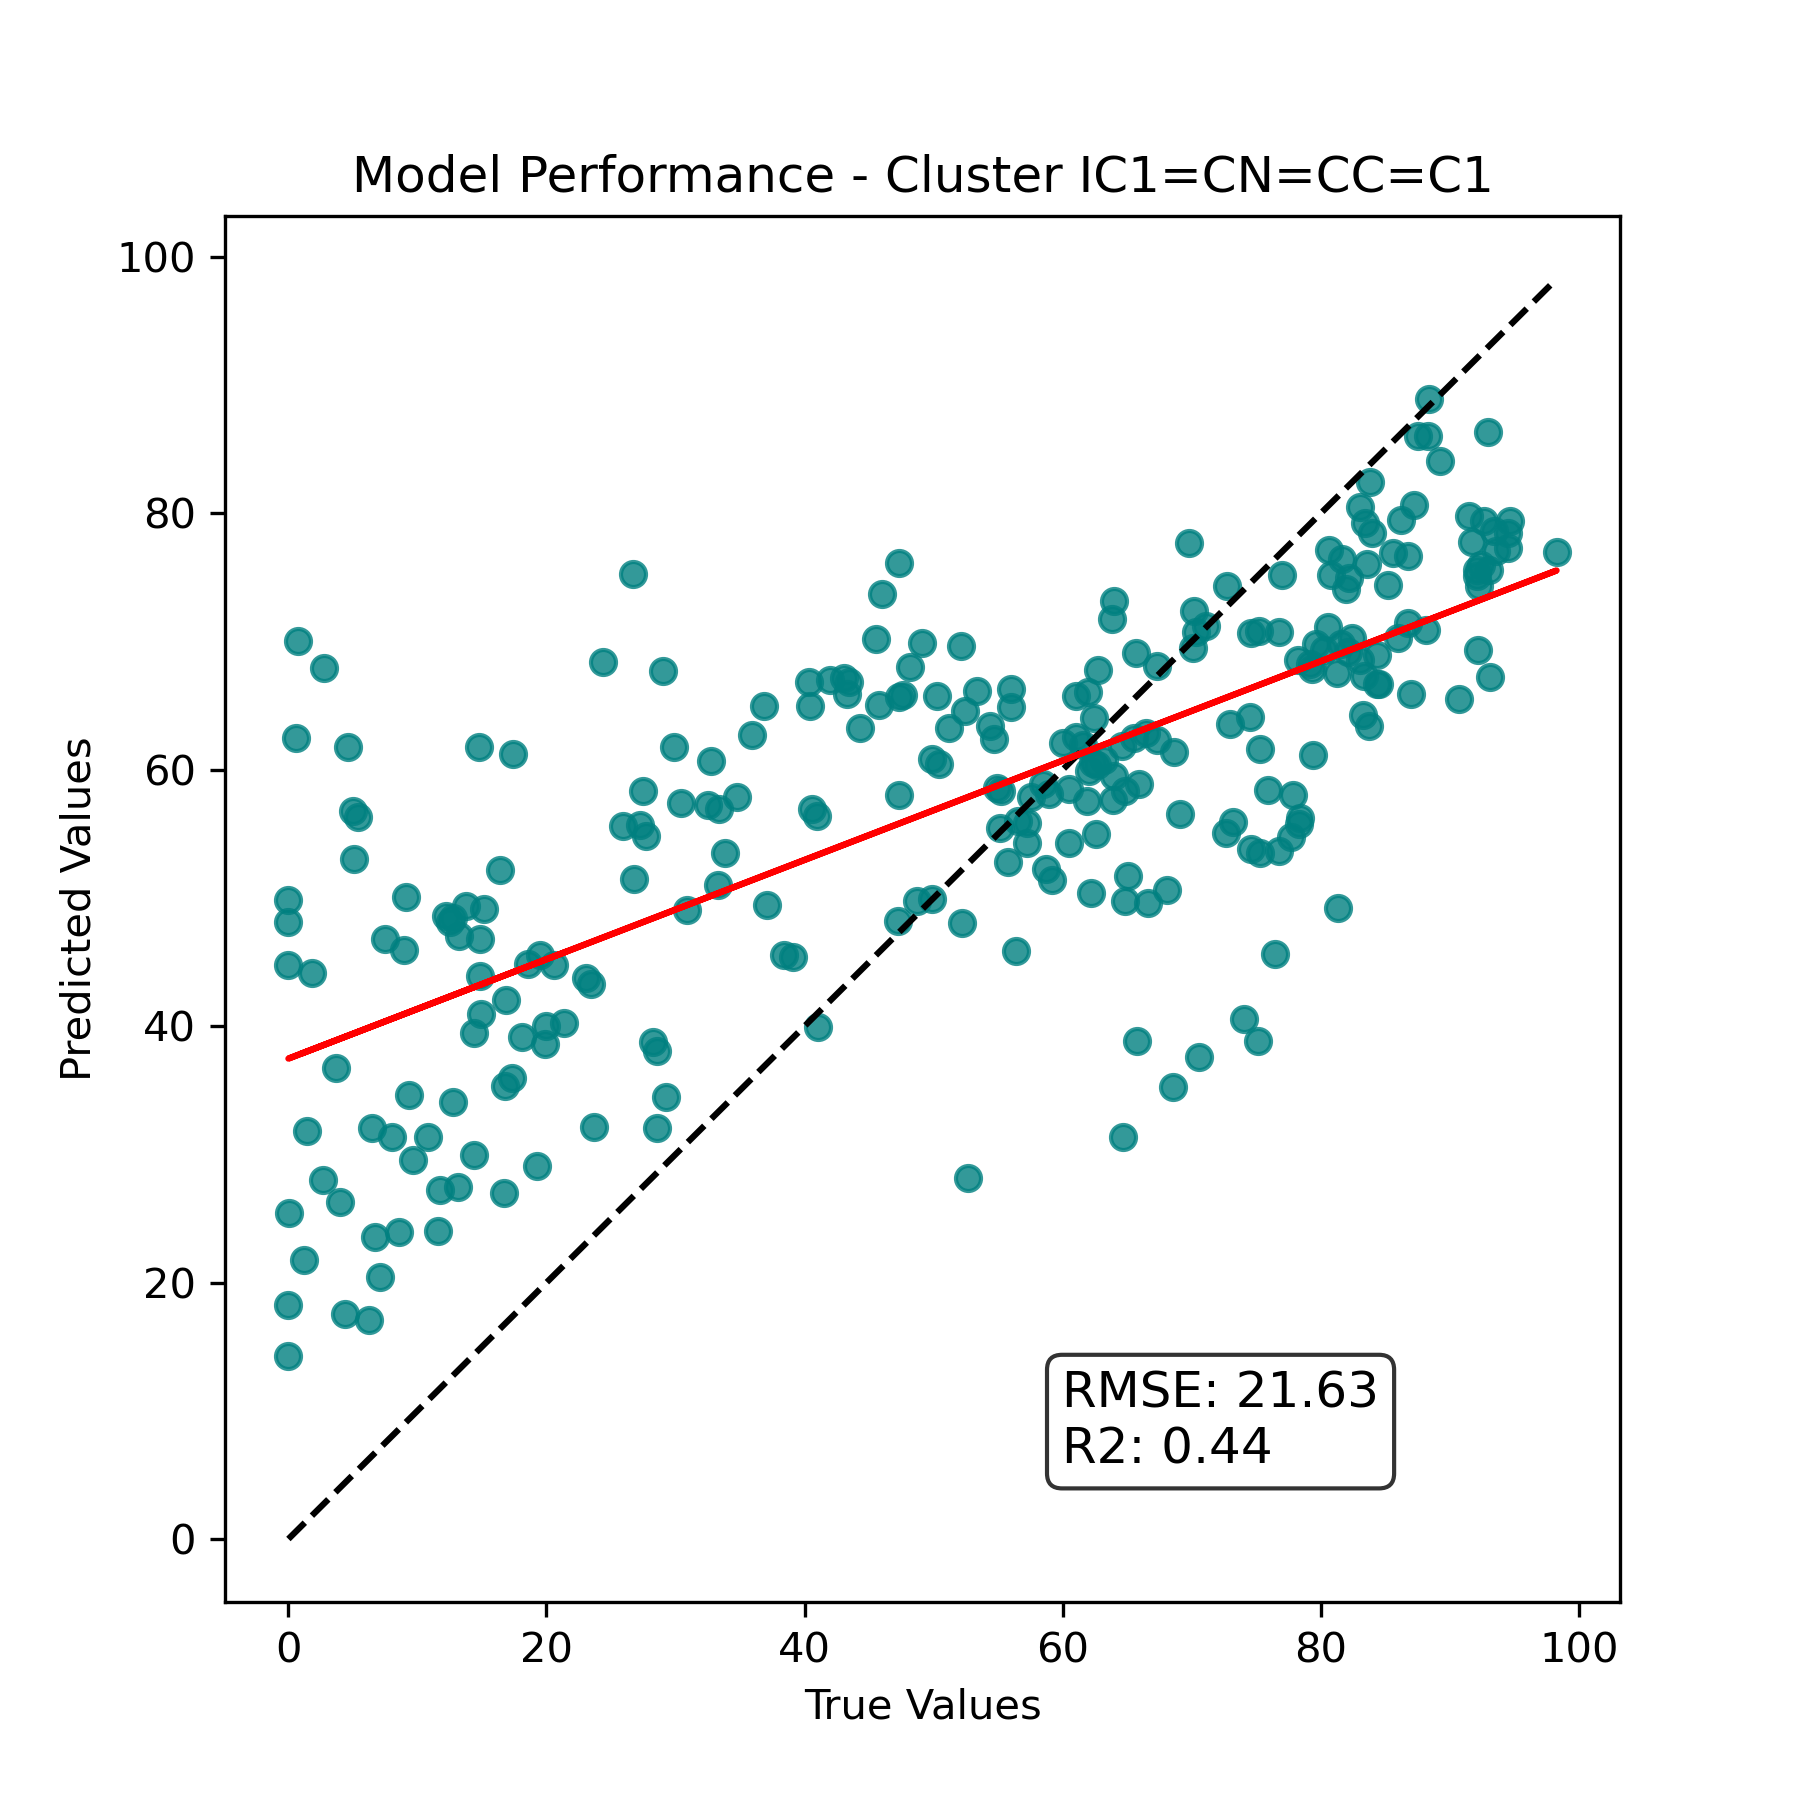 Model Performance - Cluster IC1=CN=CC=C1
100
80
60
40
20
0
Predicted Values
RMSE: 21.63
R2: 0.44
0 20 40 60 80 100
True Values